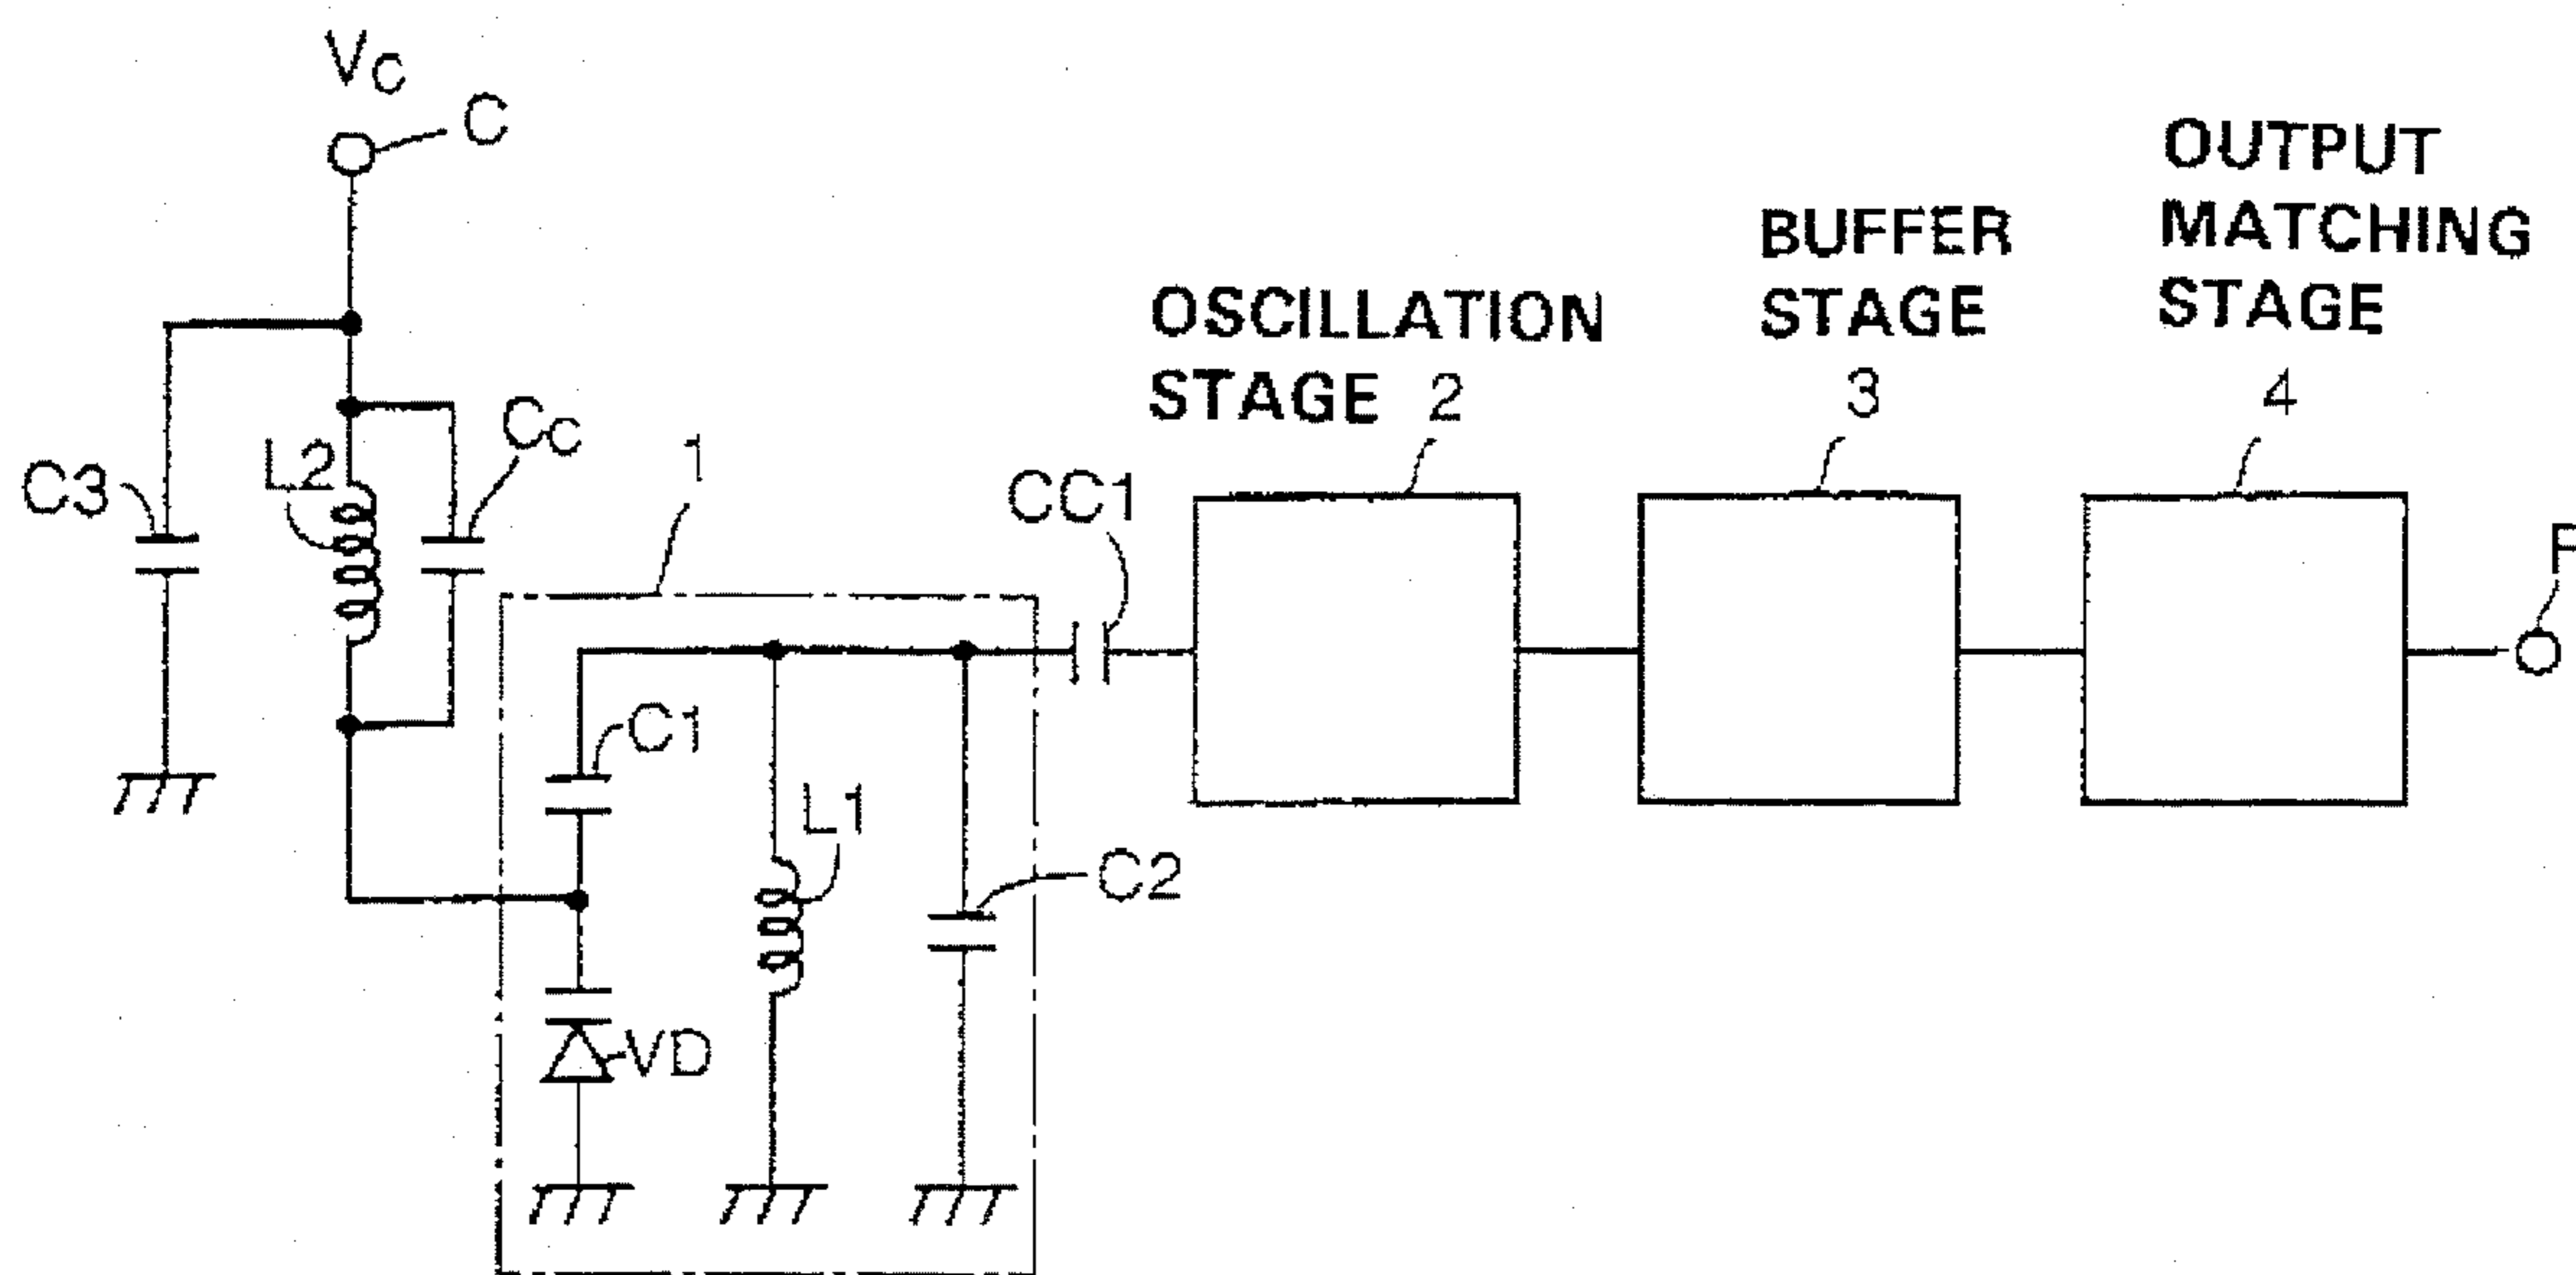 VC
C
OUTPUT
MATCHING
STAGE
4
BUFFER
STAGE
3
OSCILLATION
STAGE 2
CC
L2
C3
1
CC1
C1
L1
C2
VD